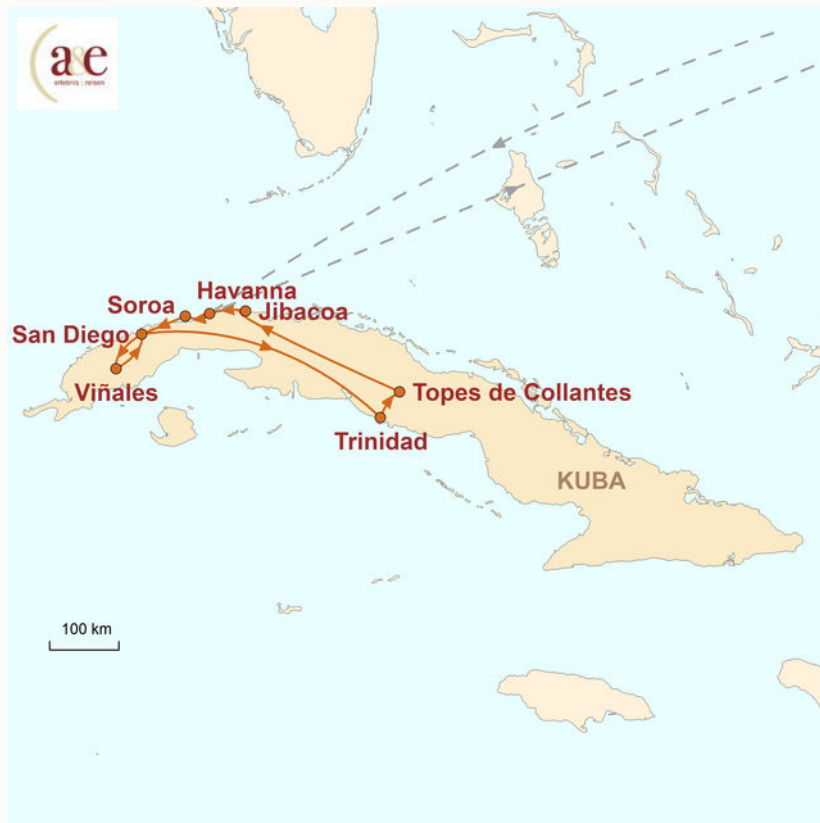 a&e
erlebnis : reisen
Havanna
Soroa
Jibacoa
San Diego
Viñales
Topes de Collantes
Trinidad
KUBA
100 km